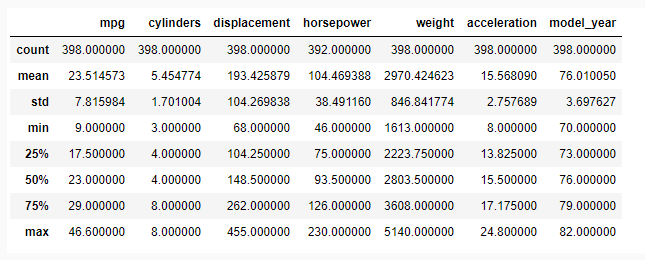 mpg cylinders displacement horsepower weight acceleration model_year
count 398.000000 398.000000 398.000000 392.000000 398.000000 398.000000 398.000000
mean 23.514573 5.454774 193.425879 104.469388 2970.424623 15.568090 76.010050
std 7.815984 1.701004 104.269838 38.491160 846.841774 2.757689 3.697627
min 9.000000 3.000000 68.000000 46.000000 1613.000000 8.000000 70.000000
25% 17.500000 4.000000 104.250000 75.000000 2223.750000 13.825000 73.000000
50% 23.000000 4.000000 148.500000 93.500000 2803.500000 15.500000 76.000000
75% 29.000000 8.000000 262.000000 126.000000 3608.000000 17.175000 79.000000
max 46.600000 8.000000 455.000000 230.000000 5140.000000 24.800000 82.000000